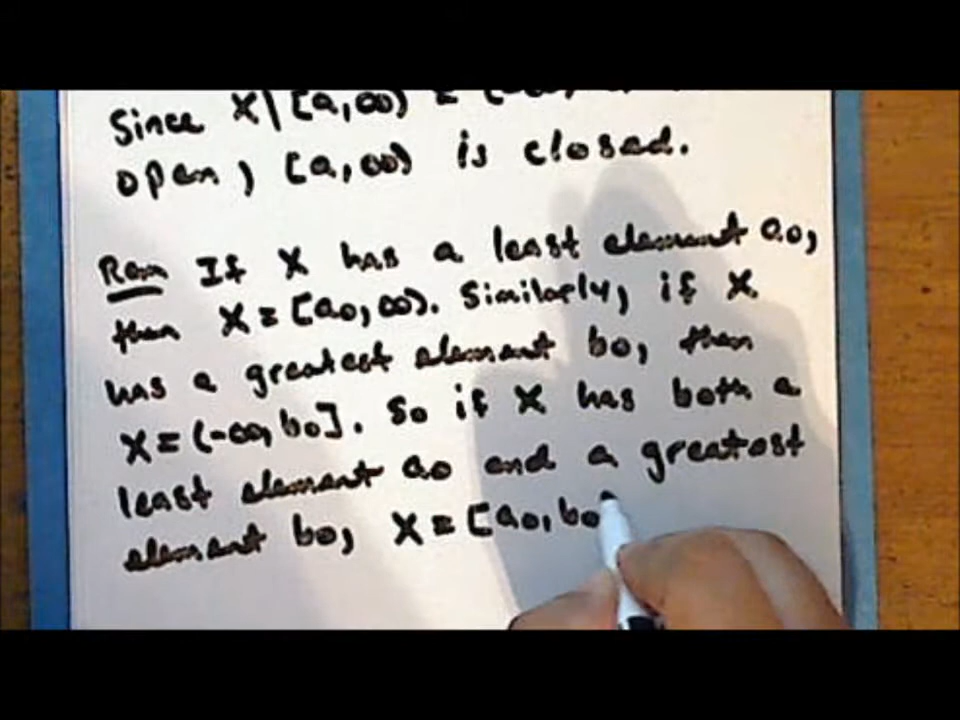 Since X\[a,∞) =
open, [a,∞) is closed.
Rem If X has a least element a0,
then X = [a0,∞). Similarly, if X
has a greatest element b0, then
X = (-∞, b0]. So if X has both a
least element a0 and a greatest
element b0, X = [a0, b0